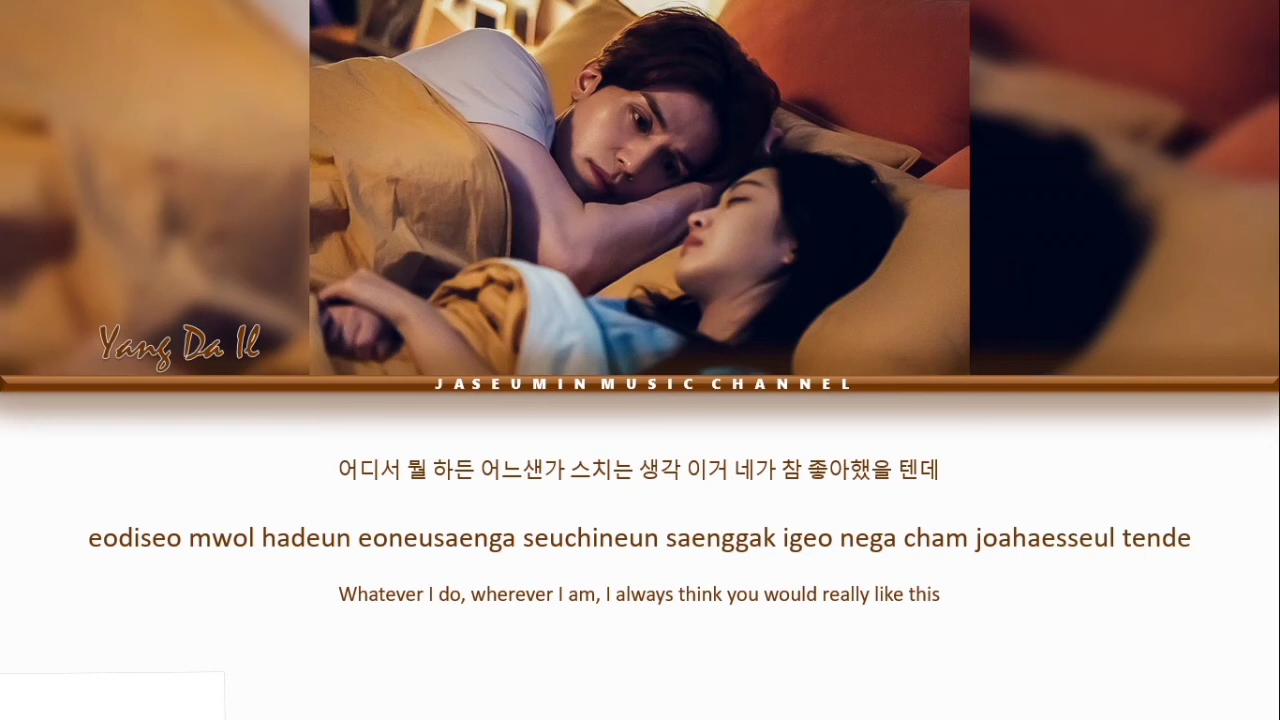 Yang Da Il
JASEUMIN MUSIC CHANNEL
어디서 뭘 하든 어느샌가 스치는 생각 이거 네가 참 좋아했을 텐데
eodiseo mwol hadeun eoneusaenga seuchineun saenggak igeo nega cham joahaesseul tende
Whatever I do, wherever I am, I always think you would really like this